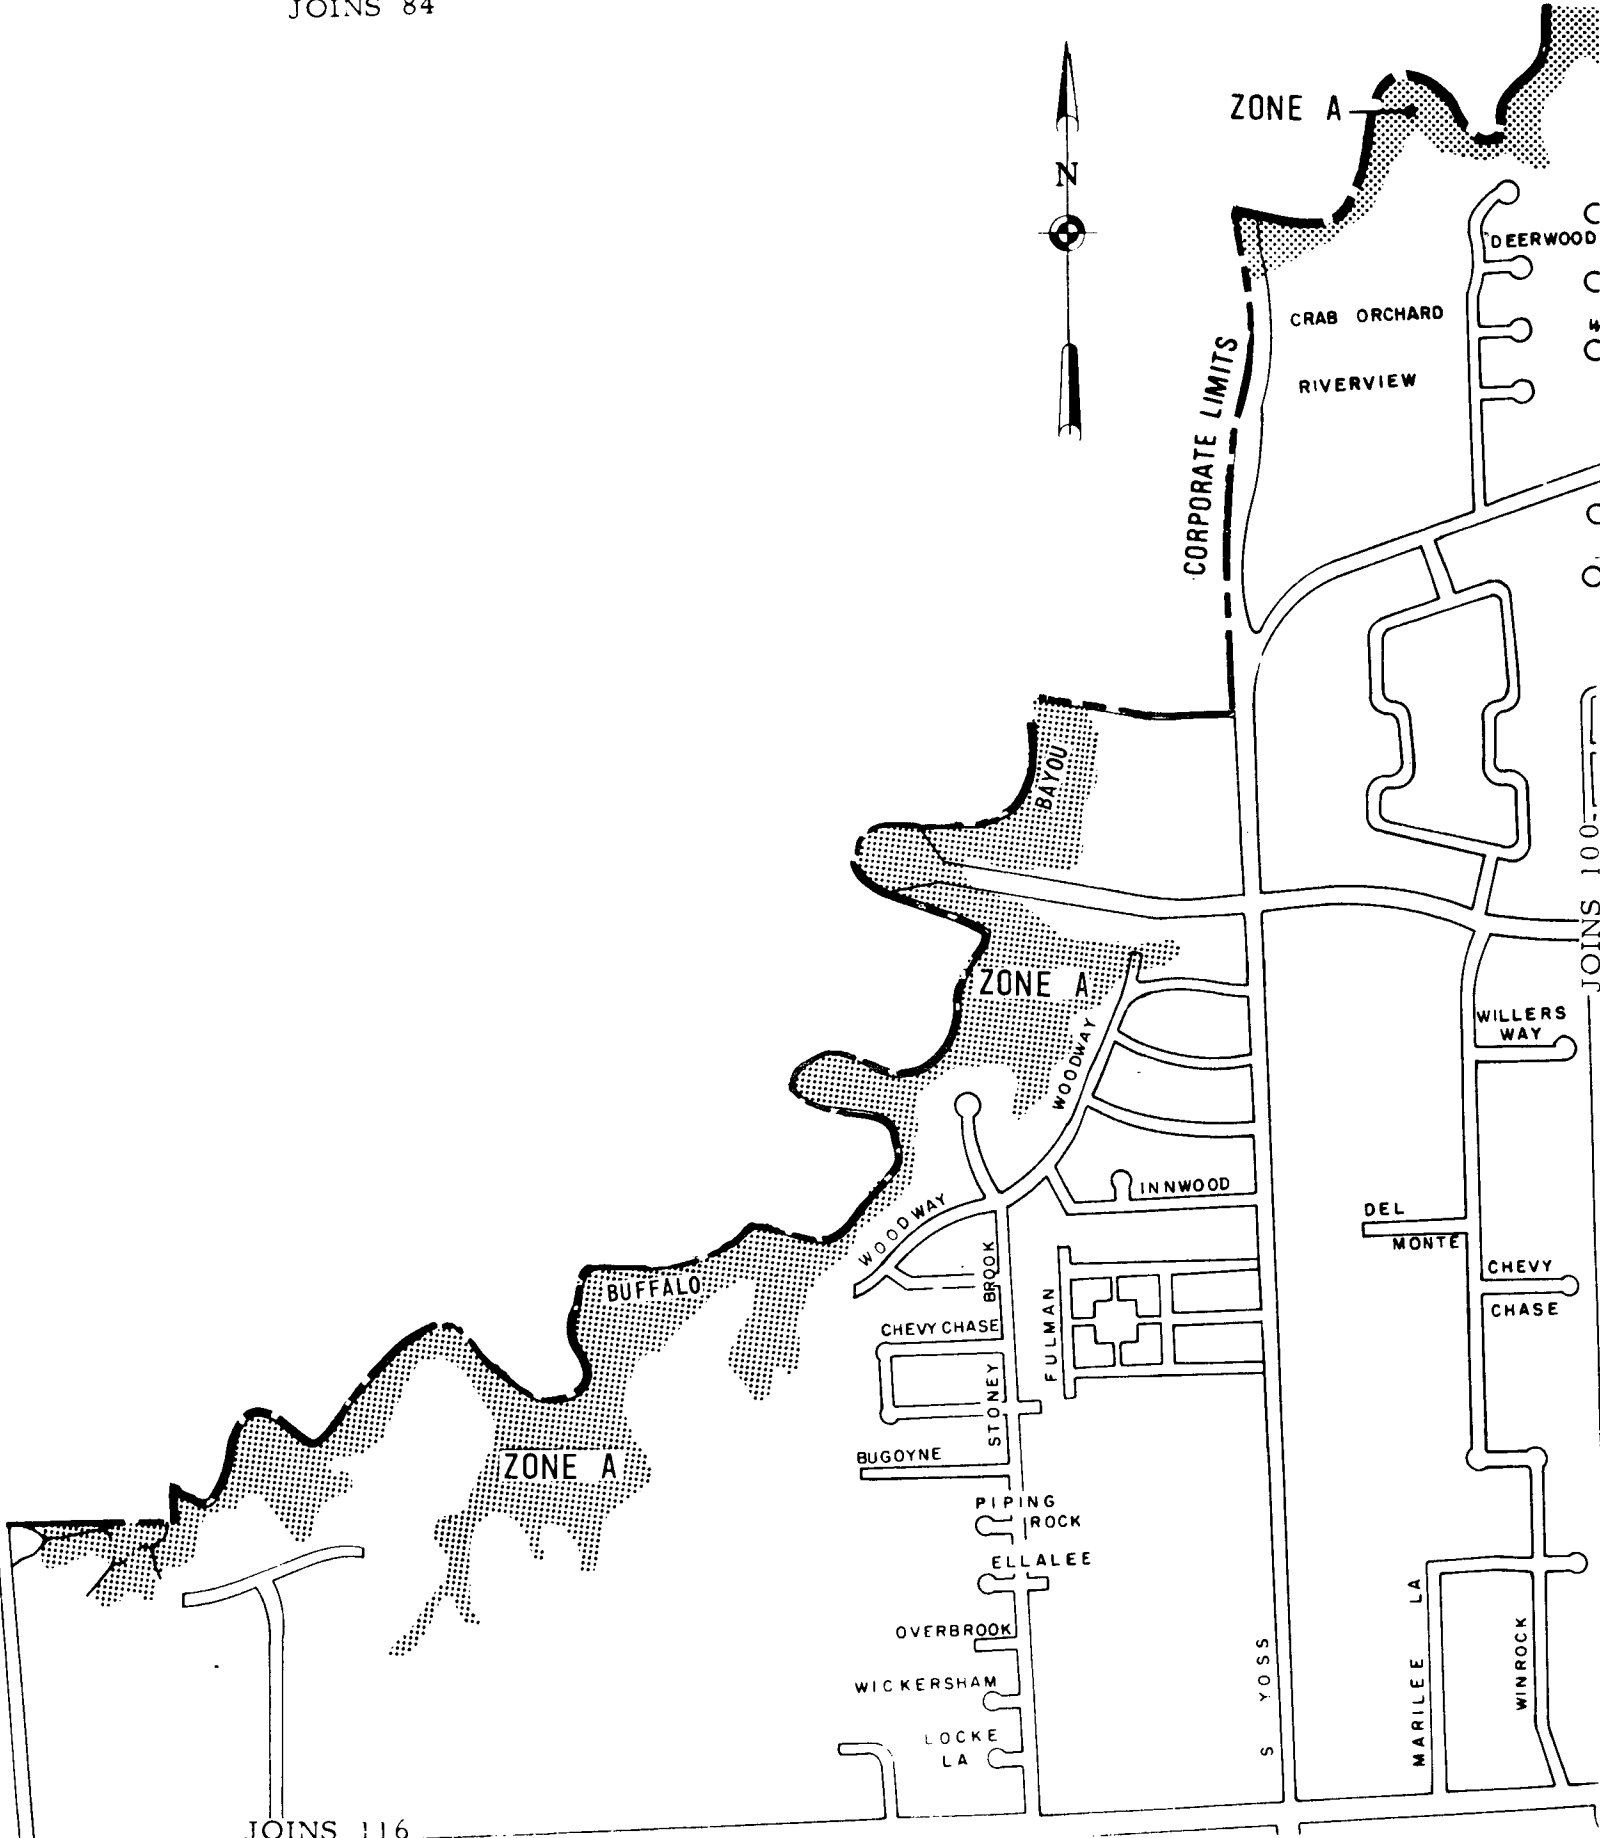 JOINS 84
ZONE A
N
DEERWOOD
CRAB ORCHARD
W
RIVERVIEW
CORPORATE LIMITS
BAYOU
JOINS 100
ZONE A
WOODWAY
WILLERS
WAY
INNWOOD
WOODWAY
DEL
MONTE
BROOK
CHEVY
CHASE
BUFFALO
FULMAN
CHEVY CHASE
STONEY
BUGOYNE
ZONE A
PIPING
ROCK
ELLALEE
OVERBROOK
WICKERSHAM
LOCKE
LA
S YOSS
MARILEE LA
WINROCK
JOINS 116